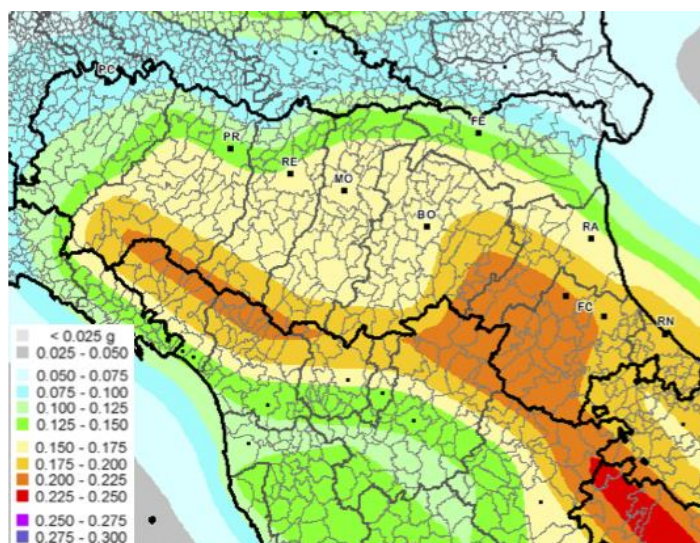 PC
FE
PR
RE
MO
BO
RA
FC
RN
< 0.025 g
0.025 - 0.050
0.050 - 0.075
0.075 - 0.100
0.100 - 0.125
0.125 - 0.150
0.150 - 0.175
0.175 - 0.200
0.200 - 0.225
0.225 - 0.250
0.250 - 0.275
0.275 - 0.300